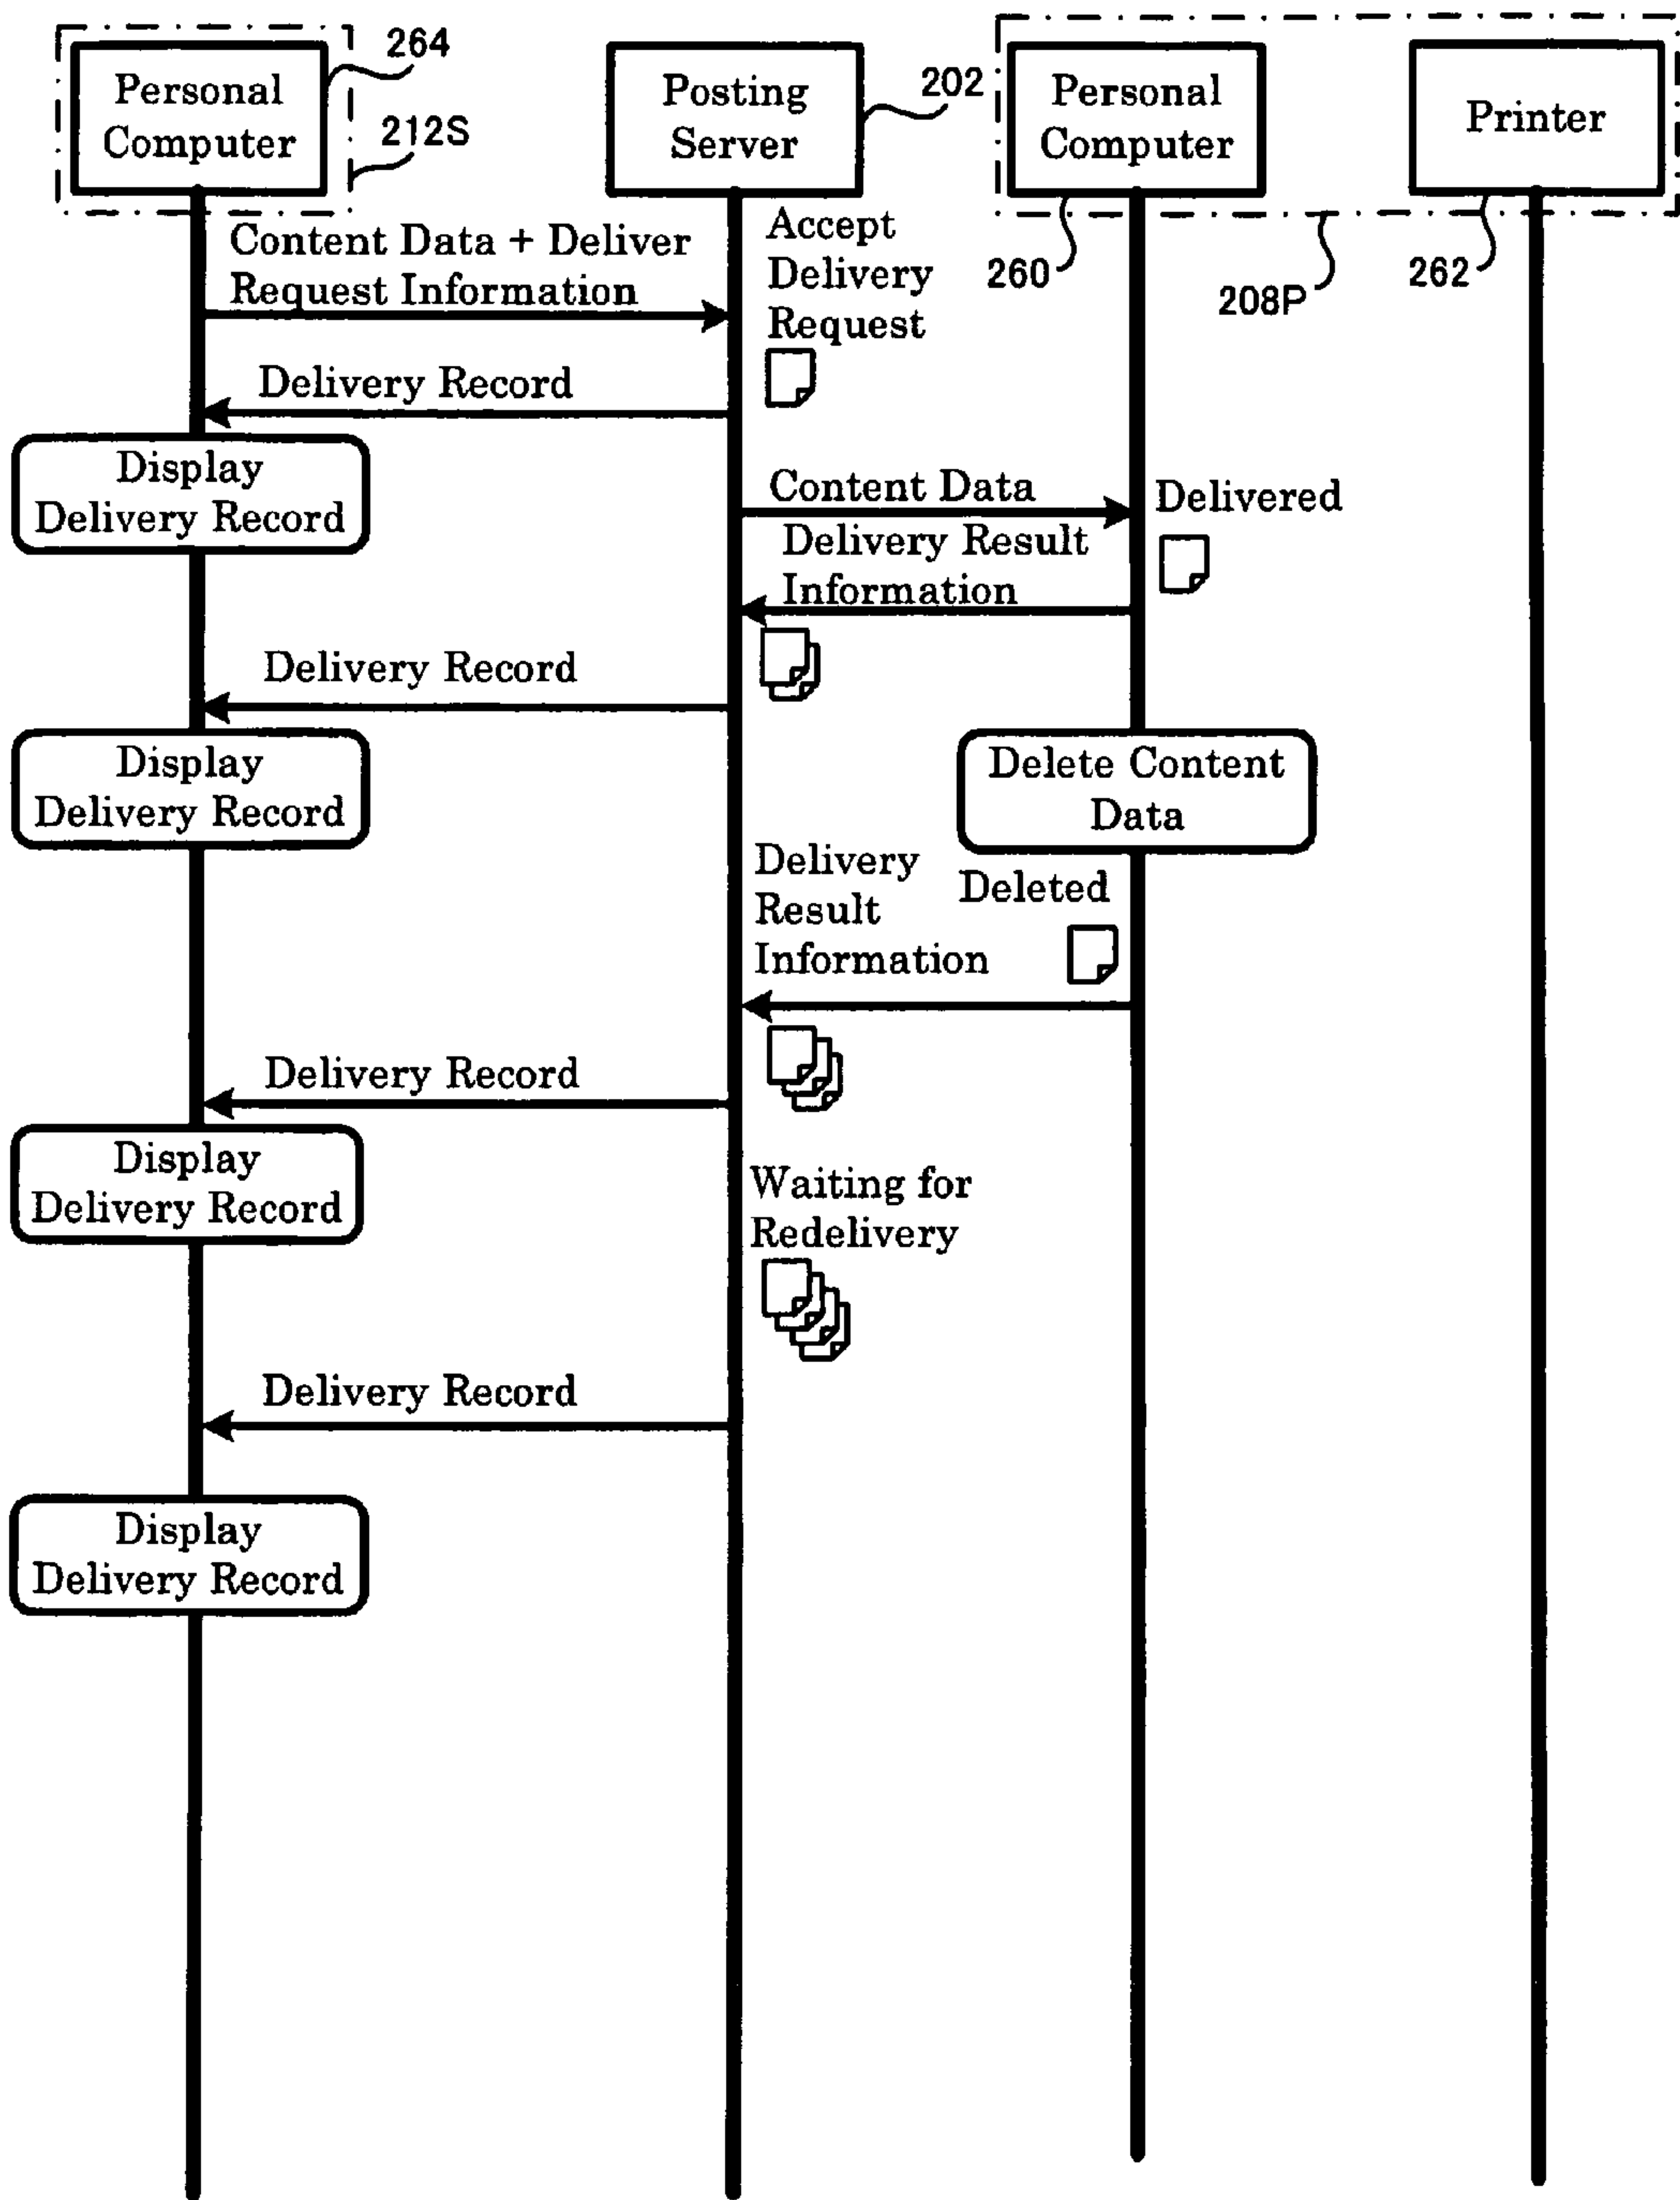 Personal
Computer
264
212S
Posting
Server
202
Personal
Computer
260
Printer
262
208P
Content Data + Deliver
Request Information
Accept
Delivery
Request
Delivery Record
Display
Delivery Record
Content Data
Delivered
Delivery Result
Information
Delivery Record
Display
Delivery Record
Delete Content
Data
Deleted
Delivery
Result
Information
Delivery Record
Display
Delivery Record
Waiting for
Redelivery
Delivery Record
Display
Delivery Record